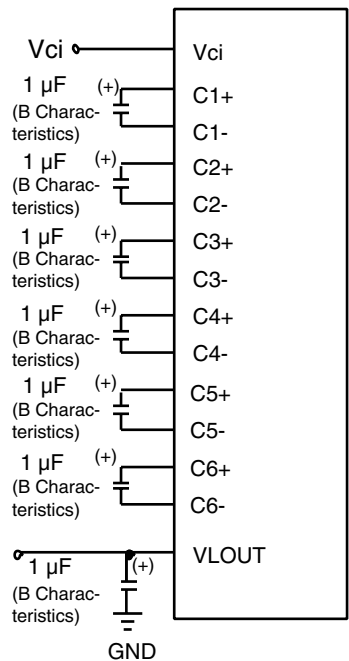 Vci
Vci
1 µF (+)
(B Charac-
teristics)
C1+
C1-
1 µF (+)
(B Charac-
teristics)
C2+
C2-
1 µF (+)
(B Charac-
teristics)
C3+
C3-
1 µF (+)
(B Charac-
teristics)
C4+
C4-
1 µF (+)
(B Charac-
teristics)
C5+
C5-
1 µF (+)
(B Charac-
teristics)
C6+
C6-
VLOUT
1 µF (+)
(B Charac-
teristics)
GND